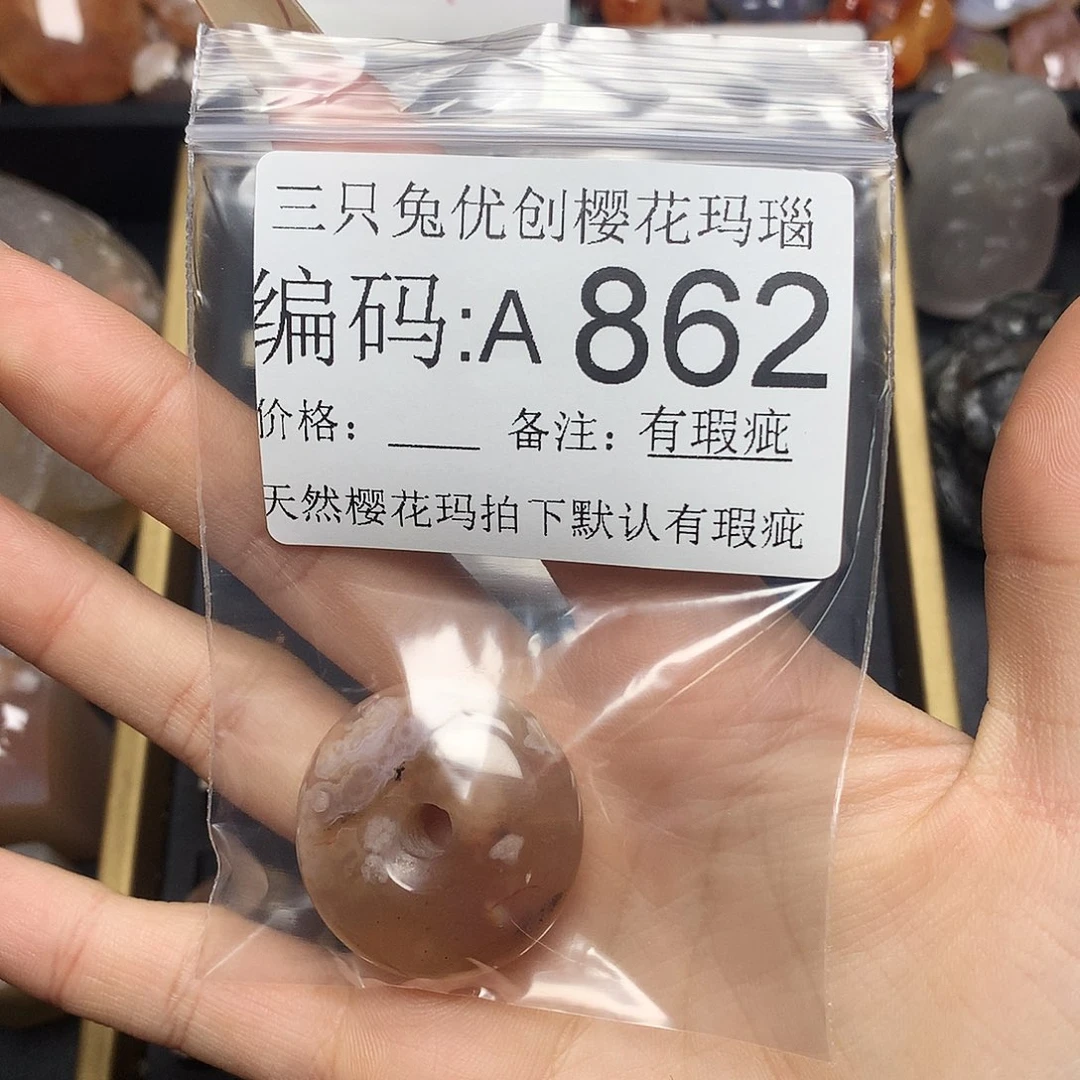 三只兔优创樱花玛瑙
编码:A 862
价格：____ 备注：有瑕疵
天然樱花玛拍下默认有瑕疵